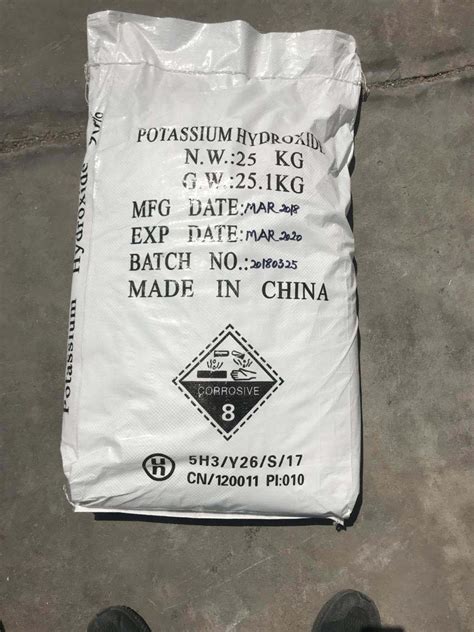 POTASSIUM HYDROXIDE
N.W.:25 KG
G.W.:25.1KG
MFG DATE:MAR 2018
EXP DATE:MAR 2020
BATCH NO.:20180325
MADE IN CHINA
CORROSIVE
8
H
5H3/Y26/S/17
CN/120011 PI:010
Potassium Hydroxide